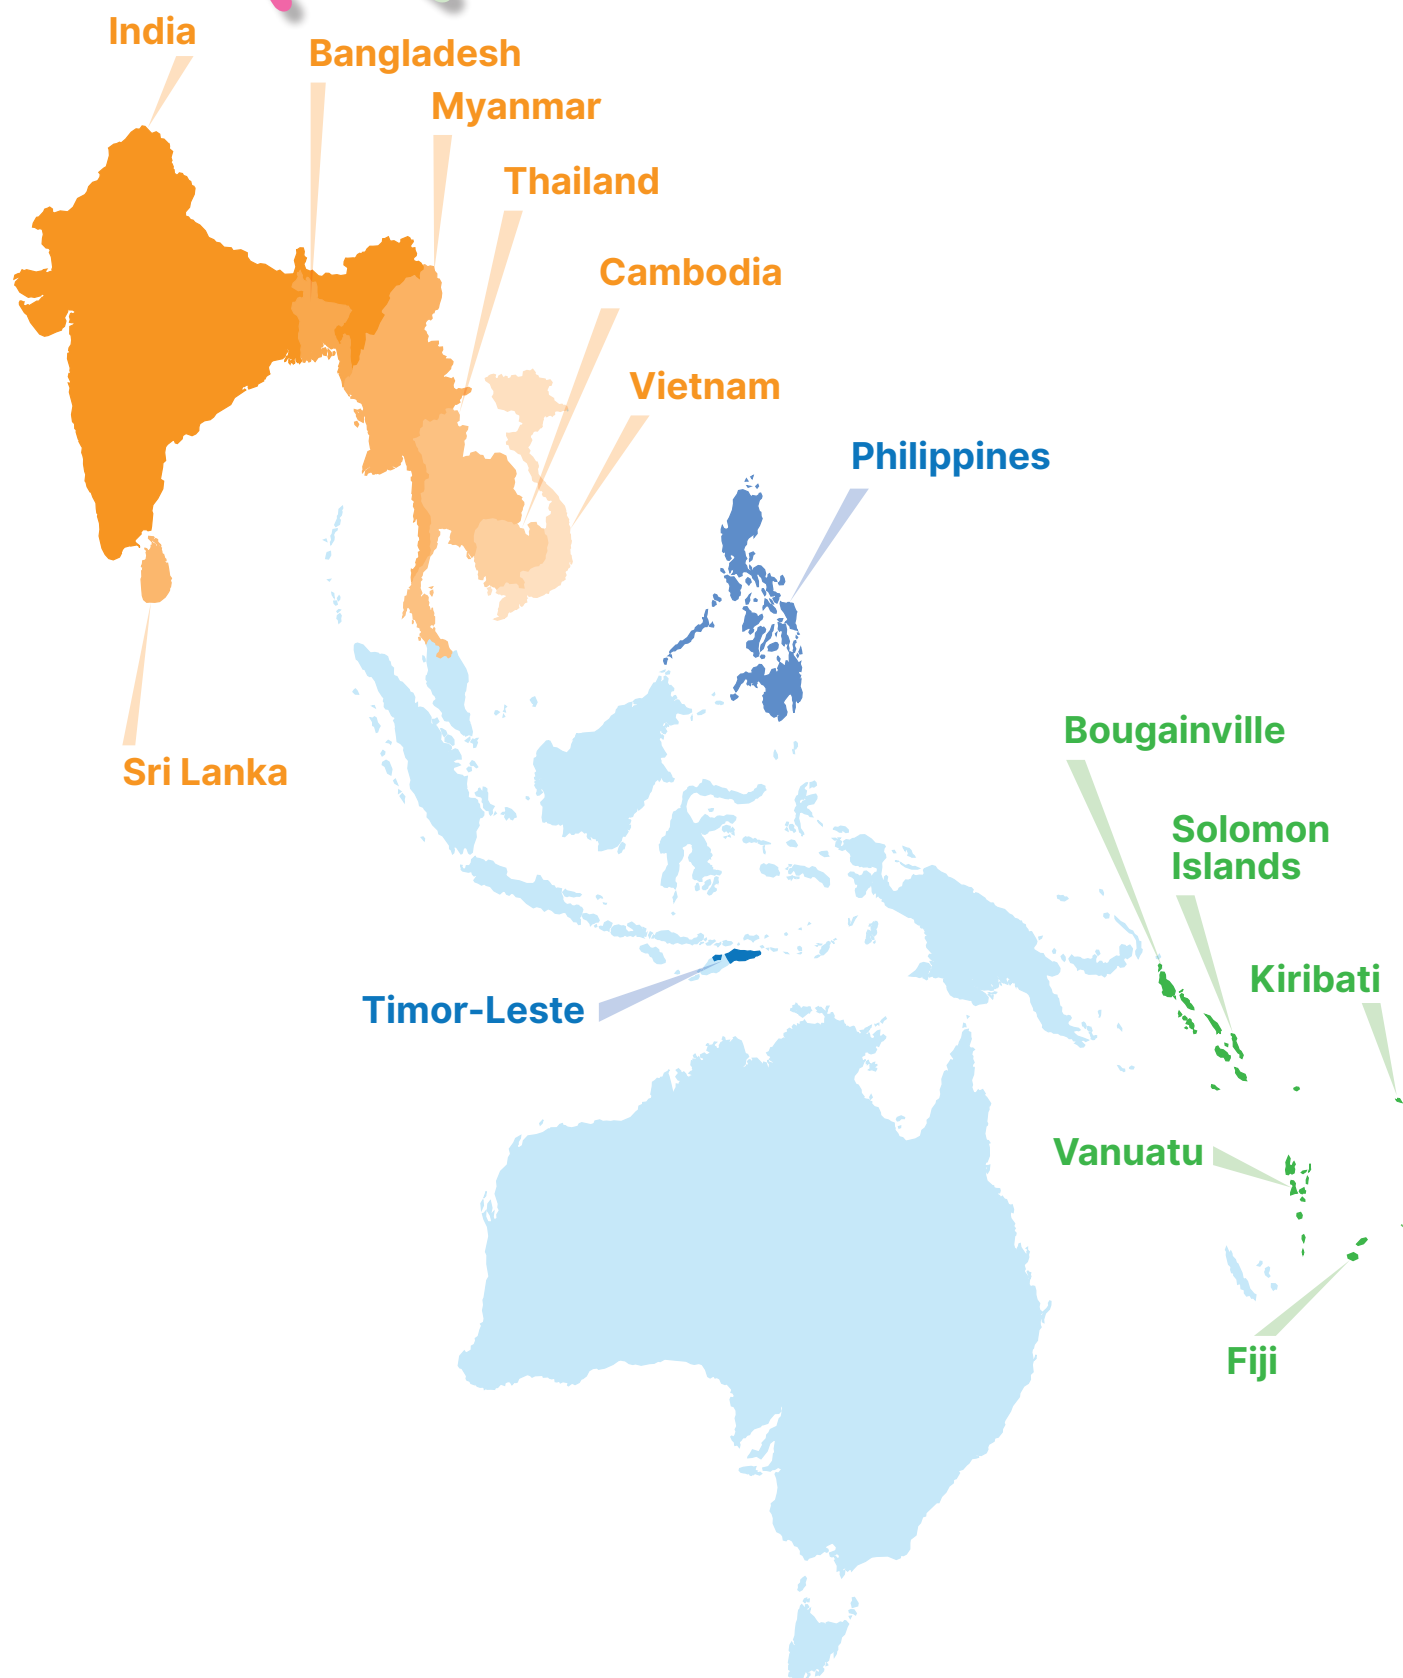 India
Bangladesh
Myanmar
Thailand
Cambodia
Vietnam
Philippines
Sri Lanka
Bougainville
Solomon
Islands
Kiribati
Timor-Leste
Vanuatu
Fiji